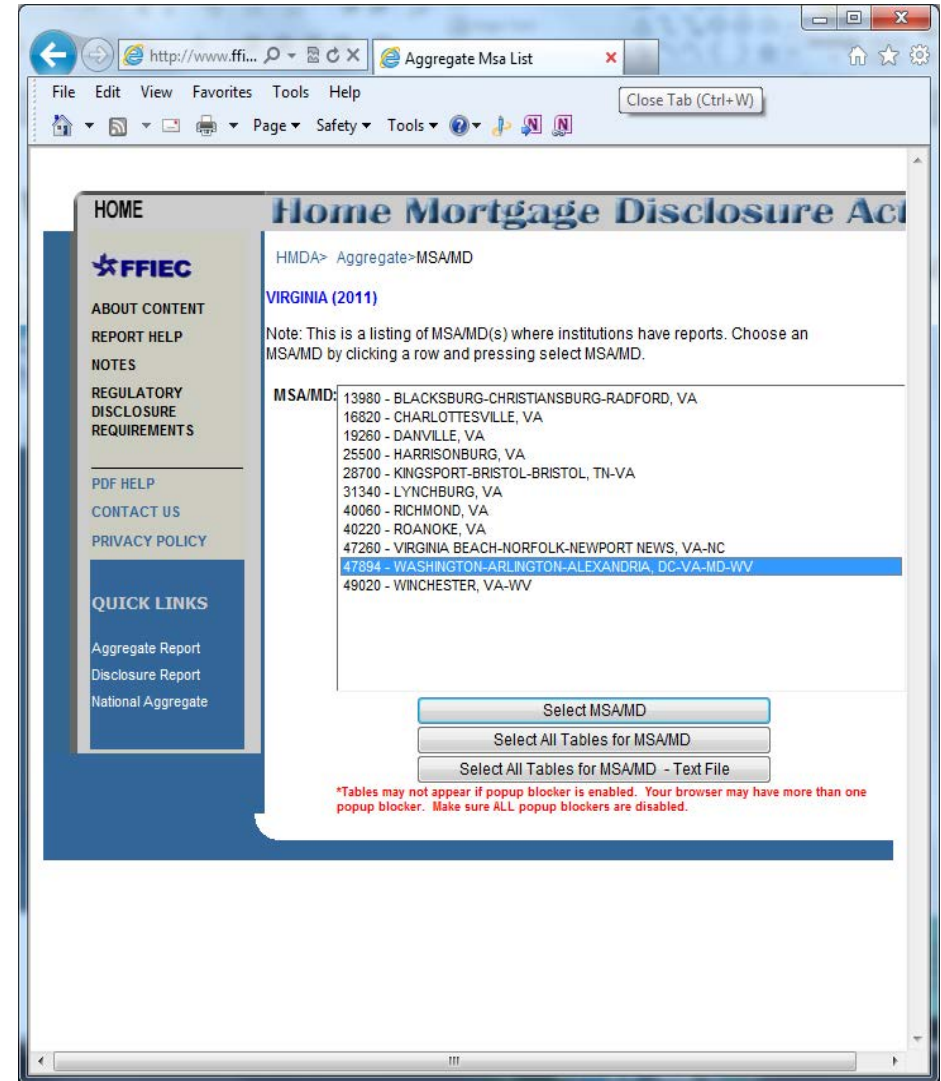 http://www.ffi...
Aggregate Msa List
File Edit View Favorites Tools Help
Close Tab (Ctrl+W)
Page Safety Tools
HOME
Home Mortgage Disclosure Act
FFIEC
HMDA> Aggregate>MSA/MD
ABOUT CONTENT
REPORT HELP
NOTES
REGULATORY
DISCLOSURE
REQUIREMENTS
PDF HELP
CONTACT US
PRIVACY POLICY
QUICK LINKS
Aggregate Report
Disclosure Report
National Aggregate
VIRGINIA (2011)
Note: This is a listing of MSA/MD(s) where institutions have reports. Choose an
MSA/MD by clicking a row and pressing select MSA/MD.
MSA/MD:
13980 - BLACKSBURG-CHRISTIANSBURG-RADFORD, VA
16820 - CHARLOTTESVILLE, VA
19260 - DANVILLE, VA
25500 - HARRISONBURG, VA
28700 - KINGSPORT-BRISTOL-BRISTOL, TN-VA
31340 - LYNCHBURG, VA
40060 - RICHMOND, VA
40220 - ROANOKE, VA
47260 - VIRGINIA BEACH-NORFOLK-NEWPORT NEWS, VA-NC
47894 - WASHINGTON-ARLINGTON-ALEXANDRIA, DC-VA-MD-WV
49020 - WINCHESTER, VA-WV
Select MSA/MD
Select All Tables for MSA/MD
Select All Tables for MSA/MD - Text File
*Tables may not appear if popup blocker is enabled. Your browser may have more than one
popup blocker. Make sure ALL popup blockers are disabled.